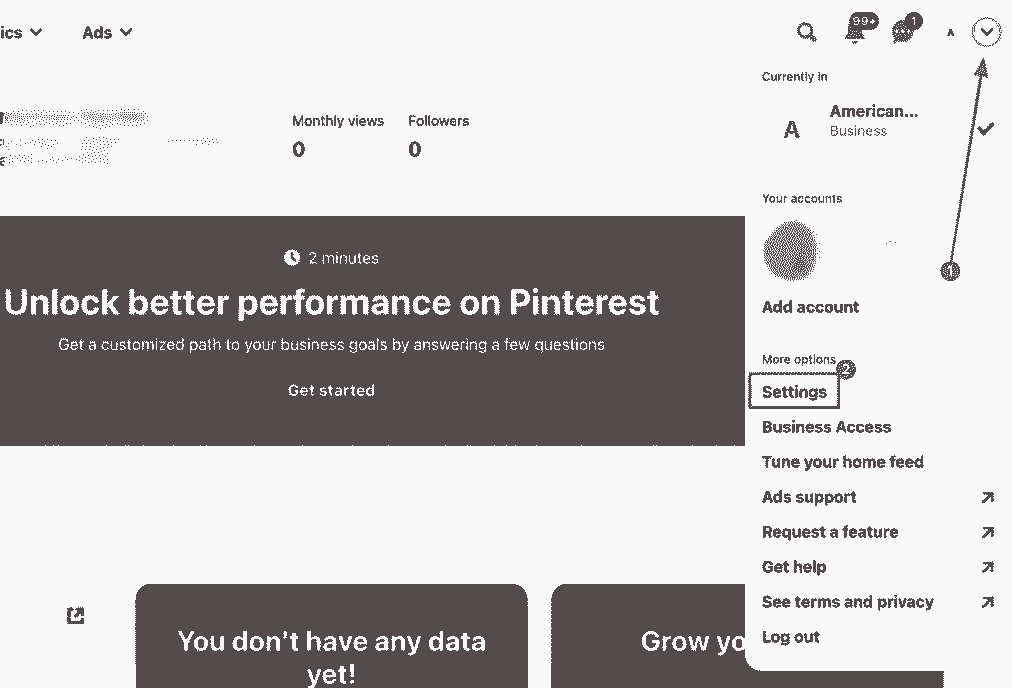 ics
Ads
99+
1
A
Currently in
American...
A
Business
Monthly views
Followers
0
0
Your accounts
1
2 minutes
Unlock better performance on Pinterest
Get a customized path to your business goals by answering a few questions
Get started
Add account
More options
2
Settings
Business Access
Tune your home feed
Ads support
Request a feature
Get help
See terms and privacy
Log out
You don't have any data
yet!
Grow yo